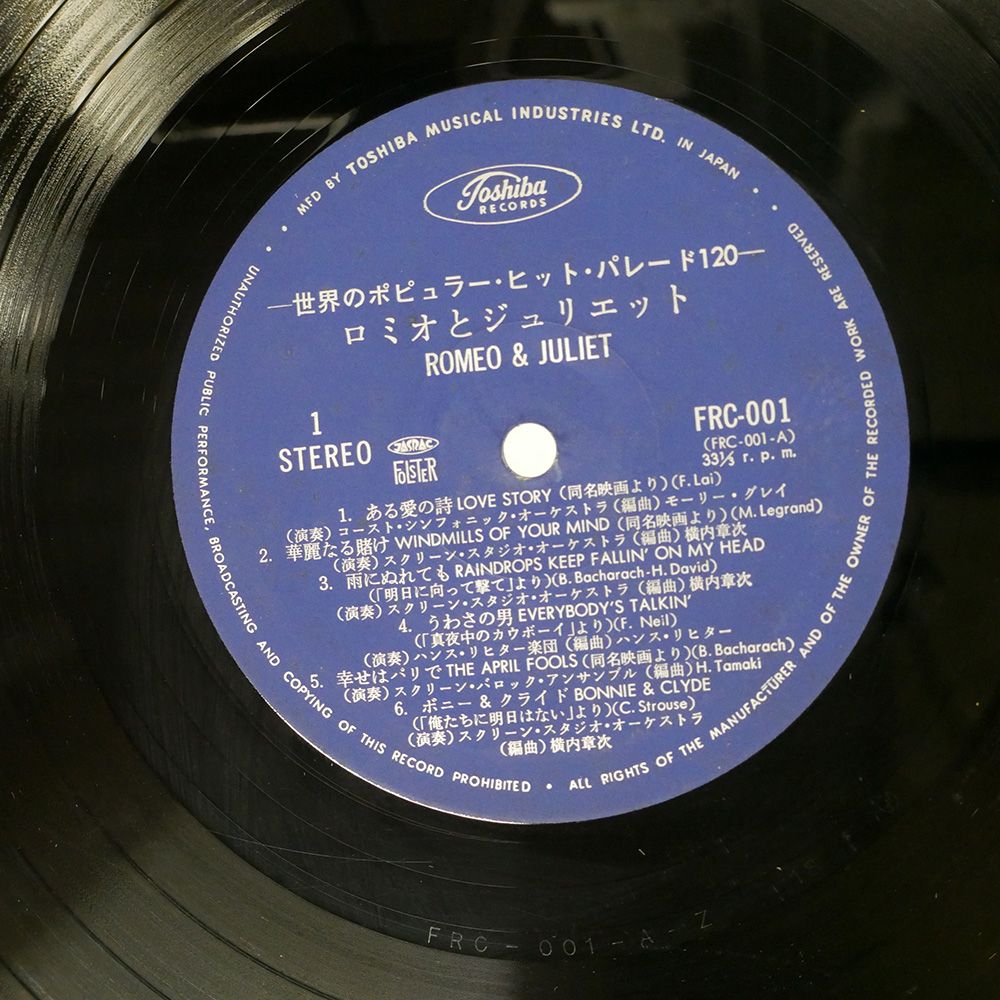 MFD BY TOSHIBA MUSICAL INDUSTRIES LTD. IN JAPAN •
Toshiba
RECORDS
—世界のポピュラー・ヒット・パレード120—
ロミオとジュリエット
ROMEO & JULIET
1
STEREO
JASRAC
FOLSTER
FRC-001
(FRC-001-A)
33⅓ r. p. m.
1. ある愛の詩 LOVE STORY (同名映画より)(F. Lai)
(演奏) コースト・シンフォニック・オーケストラ (編曲) モーリー・グレイ
2. 華麗なる賭け WINDMILLS OF YOUR MIND (同名映画より)(M. Legrand)
(演奏) スクリーン・スタジオ・オーケストラ (編曲) 横内章次
3. 雨にぬれても RAINDROPS KEEP FALLIN' ON MY HEAD
(「明日に向って撃て」より)(B. Bacharach-H. David)
(演奏) スクリーン・スタジオ・オーケストラ (編曲) 横内章次
4. うわさの男 EVERYBODY'S TALKIN'
(「真夜中のカウボーイ」より)(F. Neil)
(演奏) ハンス・リヒター楽団 (編曲) ハンス・リヒター
5. 幸せはパリで THE APRIL FOOLS (同名映画より)(B. Bacharach)
(演奏) スクリーン・バロック・アンサンブル (編曲) H. Tamaki
6. ボニー & クライド BONNIE & CLYDE
(「俺たちに明日はない」より)(C. Strouse)
(演奏) スクリーン・スタジオ・オーケストラ
(編曲) 横内章次
• UNAUTHORIZED PUBLIC PERFORMANCE, BROADCASTING AND COPYING OF THIS RECORD PROHIBITED • ALL RIGHTS OF THE MANUFACTURER AND OF THE OWNER OF THE RECORDED WORK ARE RESERVED •
FRC-001-A-Z